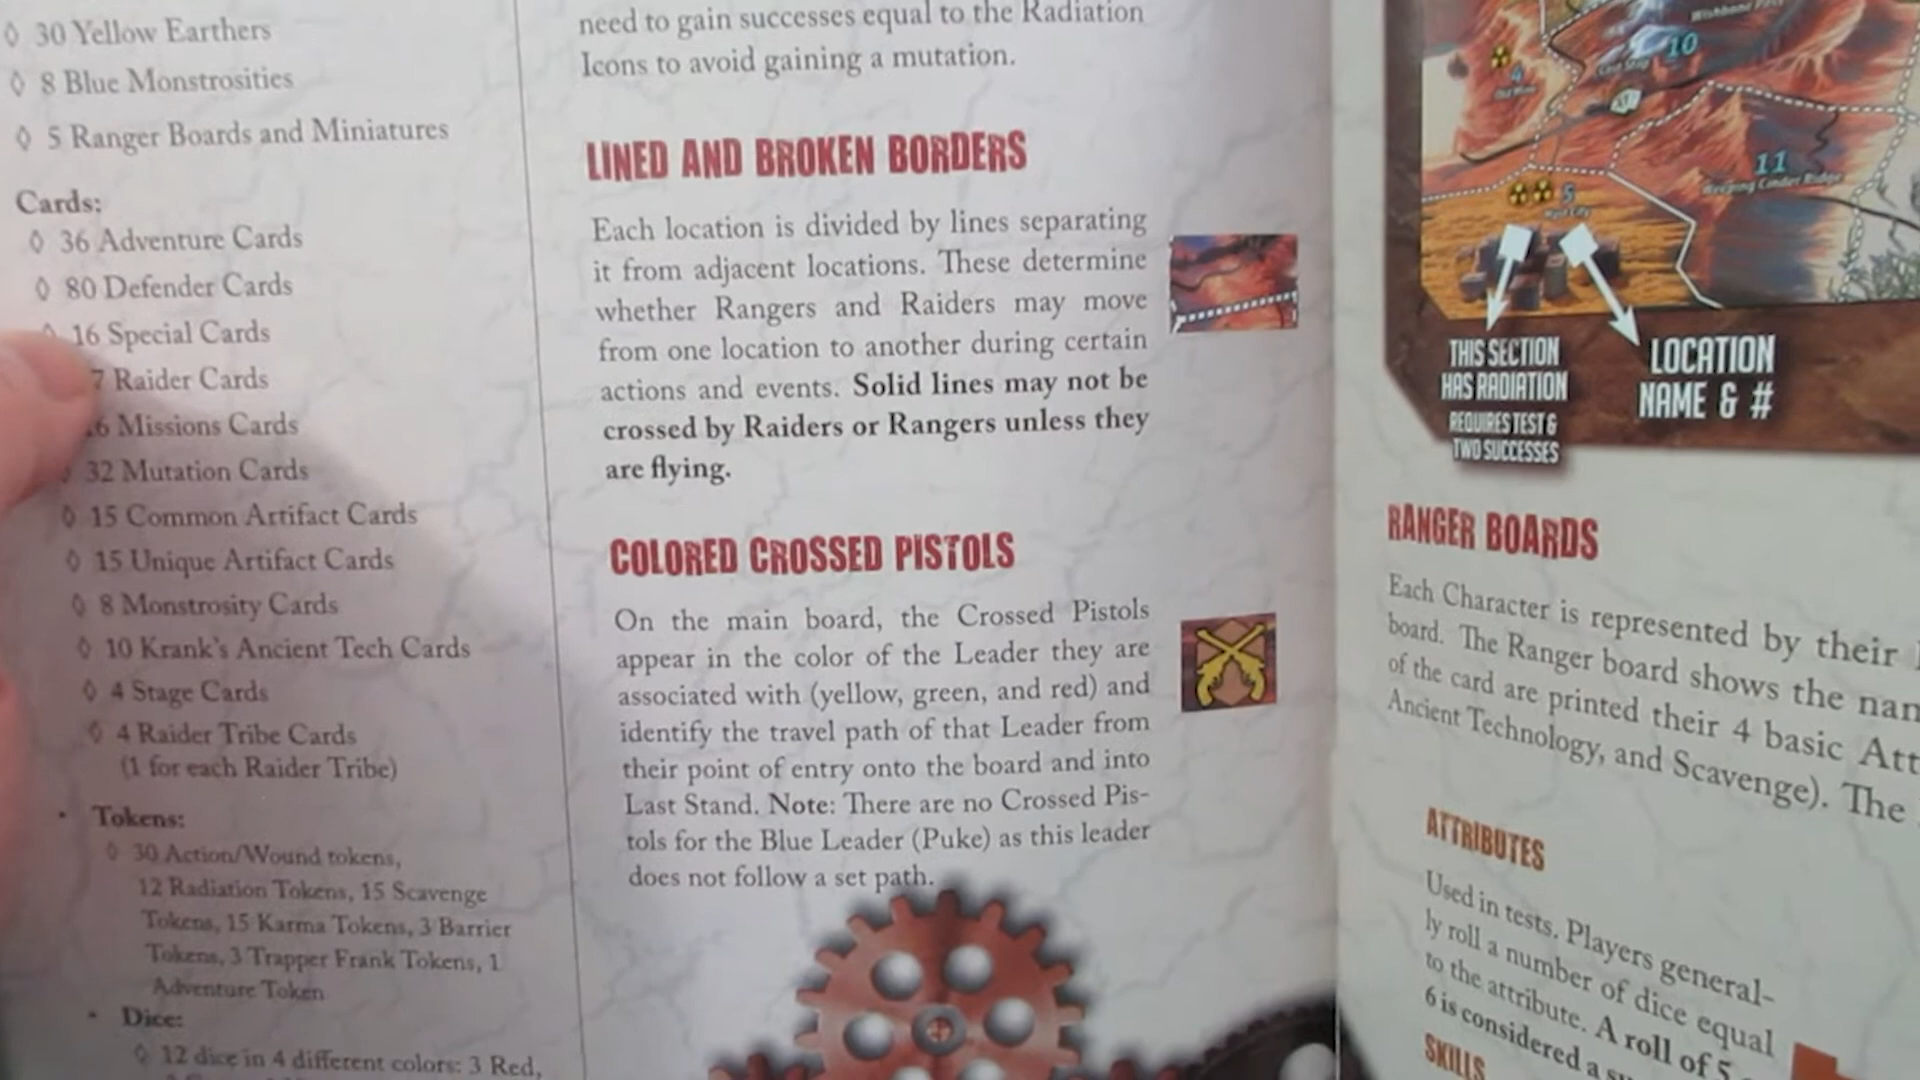 ◊ 30 Yellow Earthers
◊ 8 Blue Monstrosities
◊ 5 Ranger Boards and Miniatures
Cards:
◊ 36 Adventure Cards
◊ 80 Defender Cards
16 Special Cards
7 Raider Cards
6 Missions Cards
32 Mutation Cards
◊ 15 Common Artifact Cards
◊ 15 Unique Artifact Cards
◊ 8 Monstrosity Cards
◊ 10 Krank's Ancient Tech Cards
◊ 4 Stage Cards
◊ 4 Raider Tribe Cards
(1 for each Raider Tribe)
• Tokens:
◊ 30 Action/Wound tokens,
12 Radiation Tokens, 15 Scavenge
Tokens, 15 Karma Tokens, 3 Barrier
Tokens, 3 Trapper Frank Tokens, 1
Adventure Token
• Dice:
◊ 12 dice in 4 different colors: 3 Red,
need to gain successes equal to the Radiation
Icons to avoid gaining a mutation.
LINED AND BROKEN BORDERS
Each location is divided by lines separating
it from adjacent locations. These determine
whether Rangers and Raiders may move
from one location to another during certain
actions and events. Solid lines may not be
crossed by Raiders or Rangers unless they
are flying.
COLORED CROSSED PISTOLS
On the main board, the Crossed Pistols
appear in the color of the Leader they are
associated with (yellow, green, and red) and
identify the travel path of that Leader from
their point of entry onto the board and into
Last Stand. Note: There are no Crossed Pis-
tols for the Blue Leader (Puke) as this leader
does not follow a set path.
10
4
11
Weeping Condor Ridge
5
THIS SECTION
HAS RADIATION
REQUIRES TEST &
TWO SUCCESSES
LOCATION
NAME & #
RANGER BOARDS
Each Character is represented by their
board. The Ranger board shows the nam
of the card are printed their 4 basic Att
Ancient Technology, and Scavenge). The
ATTRIBUTES
Used in tests. Players general-
ly roll a number of dice equal
to the attribute. A roll of 5
6 is considered a su
SKILLS